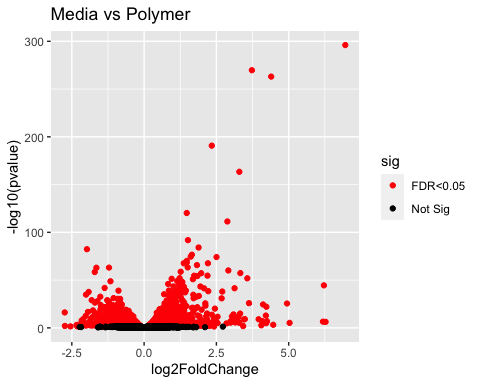 Media vs Polymer
300
200
100
0
-log10(pvalue)
-2.5 0.0 2.5 5.0
log2FoldChange
sig
FDR<0.05
Not Sig